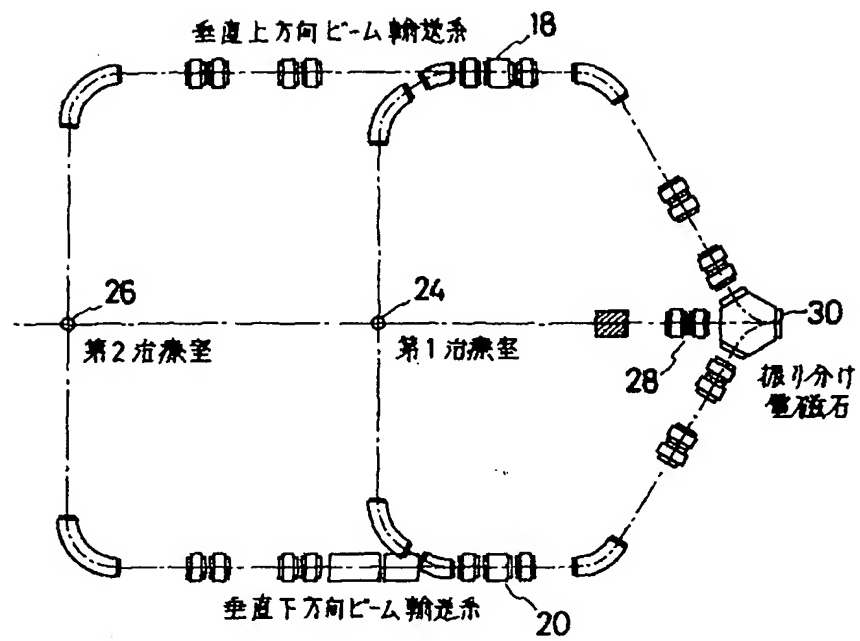 垂直上方向ビーム輸送系
18
26
24
30
第2治療室
第1治療室
28
振り分け
電磁石
垂直下方向ビーム輸送系
20